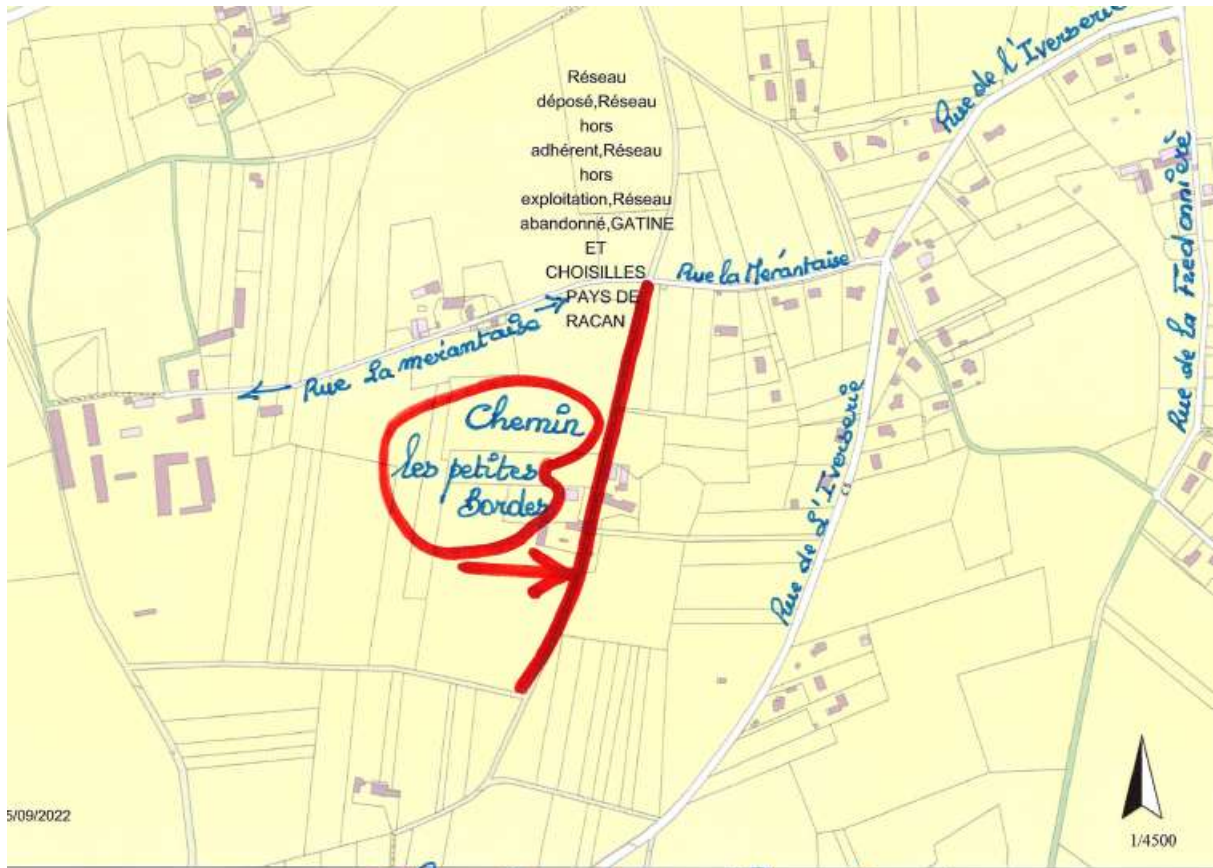 Rue de l'Iverserie
Réseau
déposé,Réseau
hors
adhérent,Réseau
hors
exploitation,Réseau
abandonné,GATINE
ET
CHOISILLES
PAYS DE
RACAN
Rue la Merantaise
Rue La merantaise
Rue de la Fredonnière
Chemin
les petites
Bordes
Rue de L'Iverserie
5/09/2022
1/4500